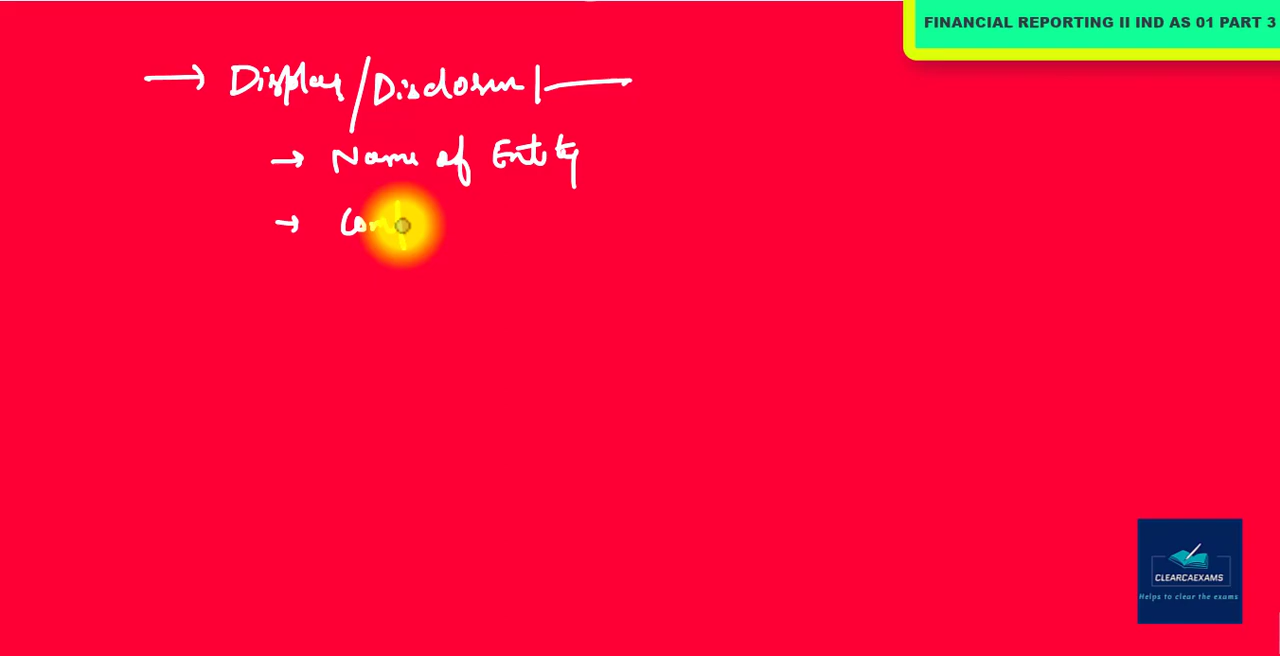 FINANCIAL REPORTING II IND AS 01 PART 3
→ Display/Disclosure
→ Name of Entity
→ Com
CLEARCAEXAMS
Helps to clear the exams